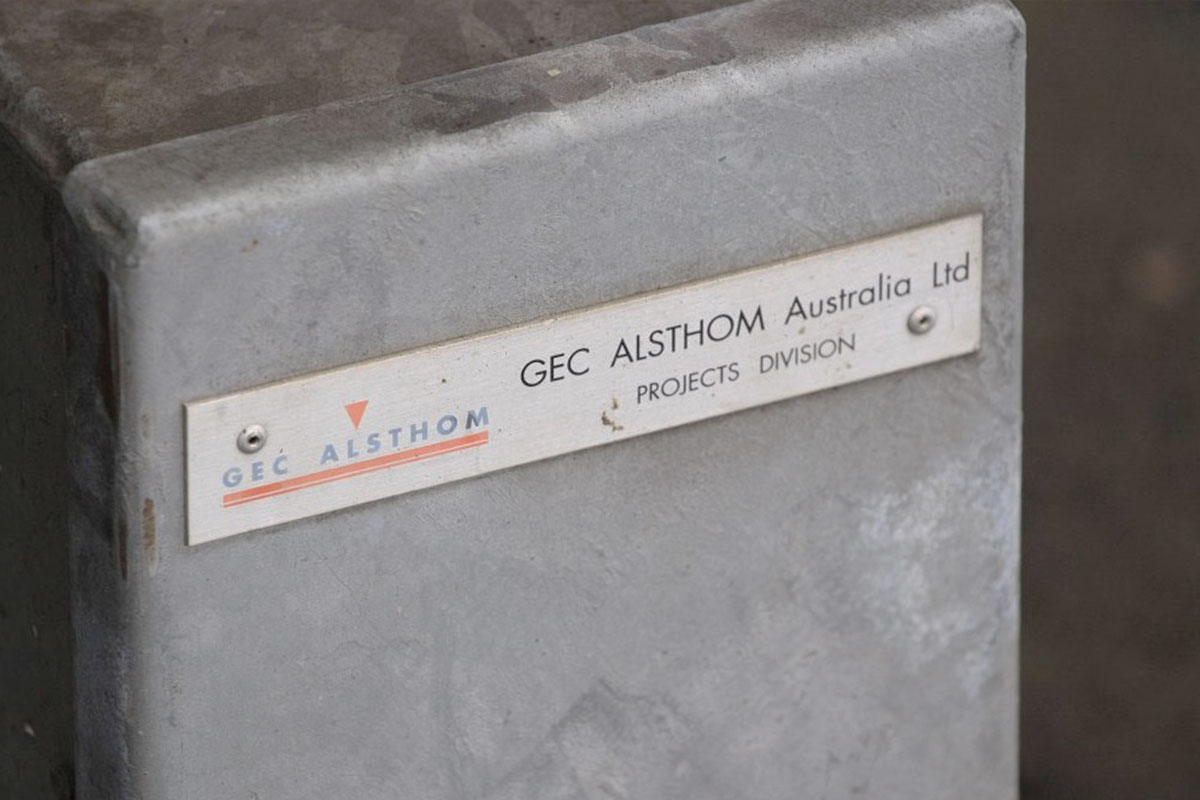 GEC ALSTHOM
GEC ALSTHOM Australia Ltd
PROJECTS DIVISION